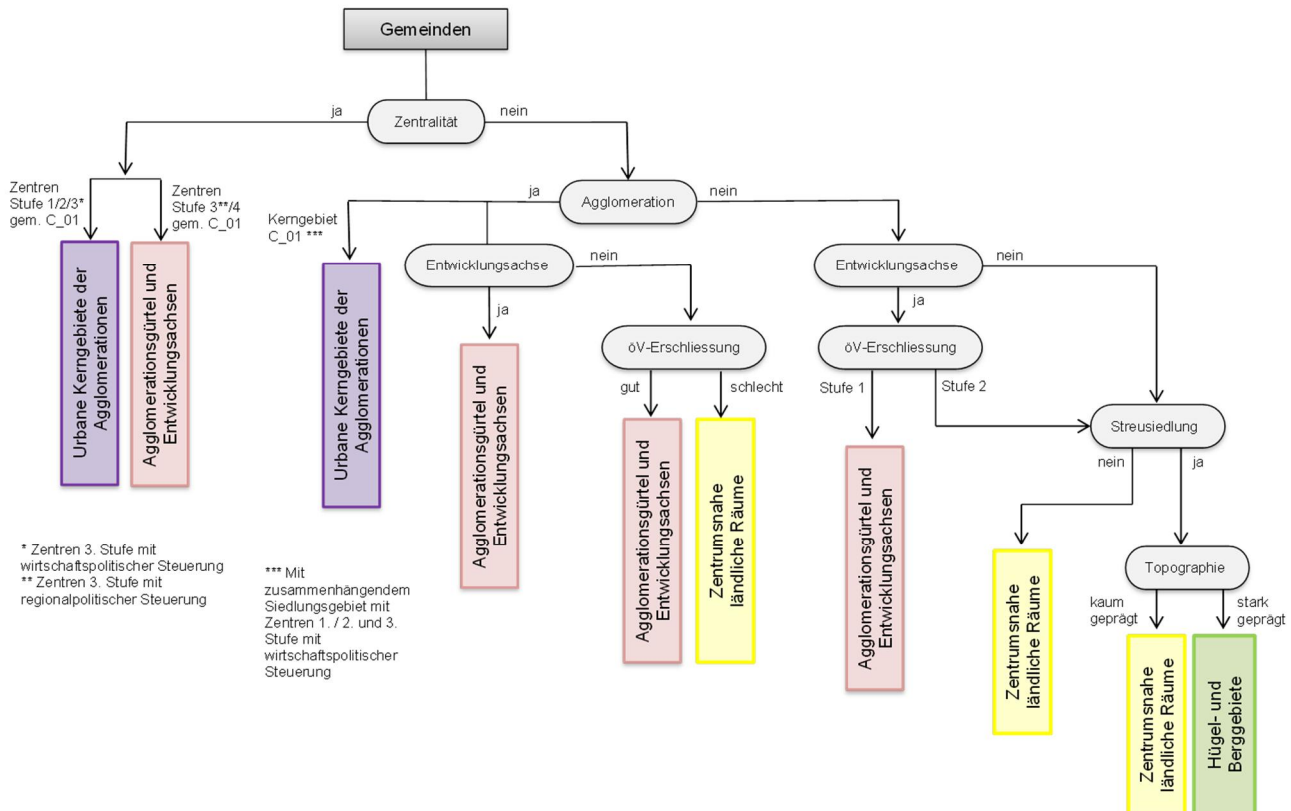 Gemeinden
ja
nein
Zentralität
Zentren
Stufe 1/2/3*
gem. C_01
Zentren
Stufe 3**/4
gem. C_01
ja
nein
Agglomeration
Kerngebiet
C_01 ***
Entwicklungsachse
nein
ja
Entwicklungsachse
nein
ja
öV-Erschliessung
gut
schlecht
öV-Erschliessung
Stufe 1
Stufe 2
Streusiedlung
nein
ja
Urbane Kerngebiete der
Agglomerationen
Agglomerationsgürtel und
Entwicklungsachsen
Urbane Kerngebiete der
Agglomerationen
Agglomerationsgürtel und
Entwicklungsachsen
Agglomerationsgürtel und
Entwicklungsachsen
Zentrumsnahe
ländliche Räume
Agglomerationsgürtel und
Entwicklungsachsen
Zentrumsnahe
ländliche Räume
Topographie
kaum
geprägt
stark
geprägt
Zentrumsnahe
ländliche Räume
Hügel- und
Berggebiete
* Zentren 3. Stufe mit
wirtschaftspolitischer Steuerung
** Zentren 3. Stufe mit
regionalpolitischer Steuerung
*** Mit
zusammenhängendem
Siedlungsgebiet mit
Zentren 1. / 2. und 3.
Stufe mit
wirtschaftspolitischer
Steuerung